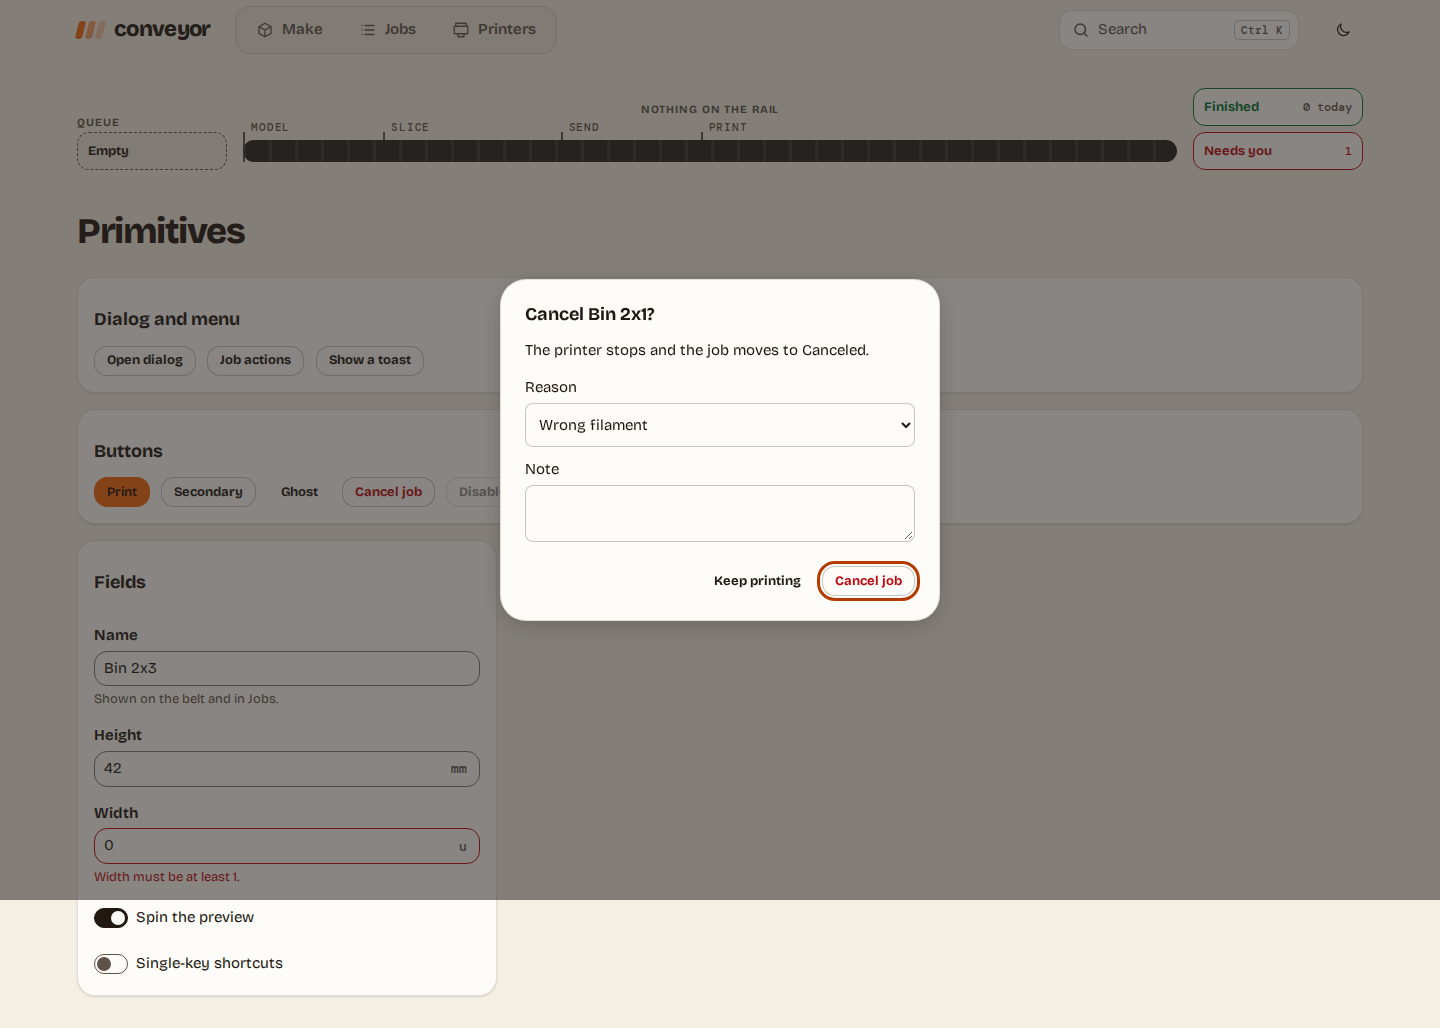 conveyor
Make
Jobs
Printers
Search
Ctrl K
QUEUE
Empty
NOTHING ON THE RAIL
MODEL
SLICE
SEND
PRINT
Finished
0 today
Needs you
1
Primitives
Dialog and menu
Open dialog
Job actions
Show a toast
Buttons
Print
Secondary
Ghost
Cancel job
Disabl
Cancel Bin 2x1?
The printer stops and the job moves to Canceled.
Reason
Wrong filament
Note
Keep printing
Cancel job
Fields
Name
Bin 2x3
Shown on the belt and in Jobs.
Height
42
mm
Width
0
u
Width must be at least 1.
Spin the preview
Single-key shortcuts